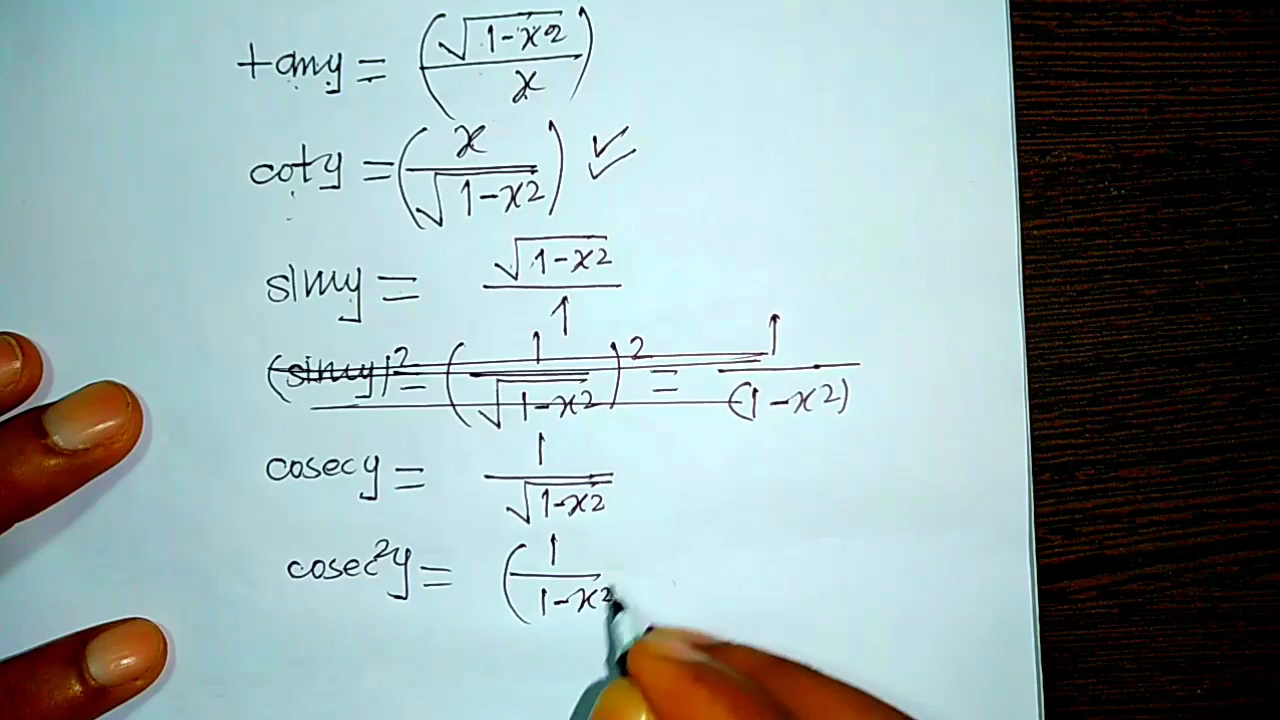 tany = (√1-x2 / x)
coty = (x / √1-x2) ✓✓
siny = √1-x2 / 1
(siny)² = (1 / √1-x2)² = 1 / (1-x2)
cosecy = 1 / √1-x2
cosec²y = (1 / 1-x2